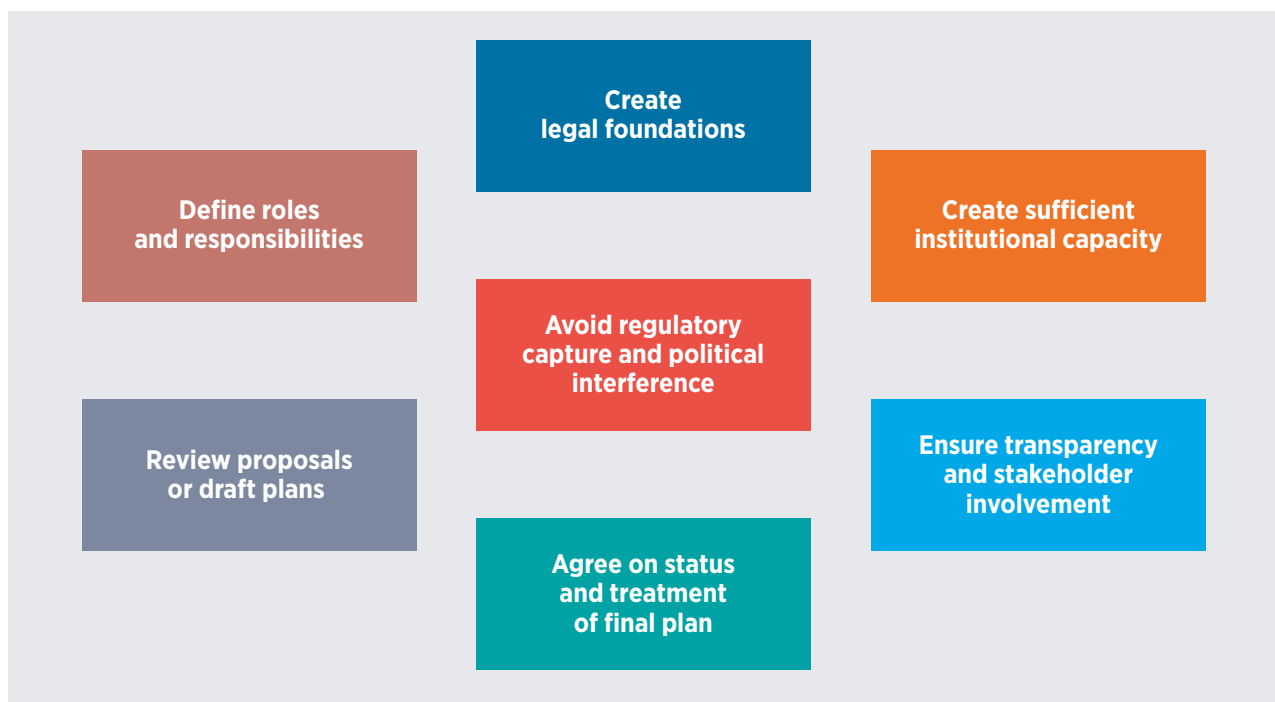 Create
legal foundations
Define roles
and responsibilities
Create sufficient
institutional capacity
Avoid regulatory
capture and political
interference
Review proposals
or draft plans
Ensure transparency
and stakeholder
involvement
Agree on status
and treatment
of final plan